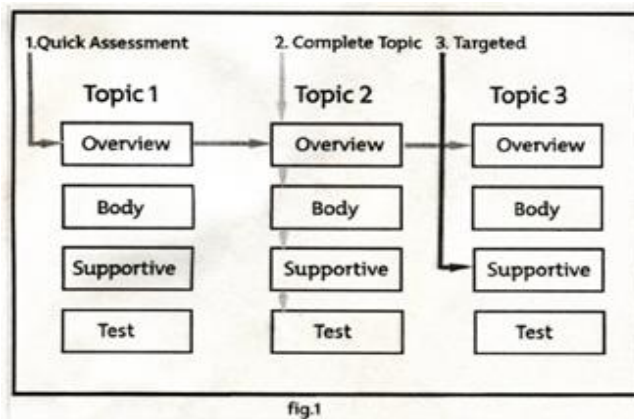 1.Quick Assessment 2. Complete Topic 3. Targeted
Topic 1 Topic 2 Topic 3
Overview Overview Overview
Body Body Body
Supportive Supportive Supportive
Test Test Test
fig.1